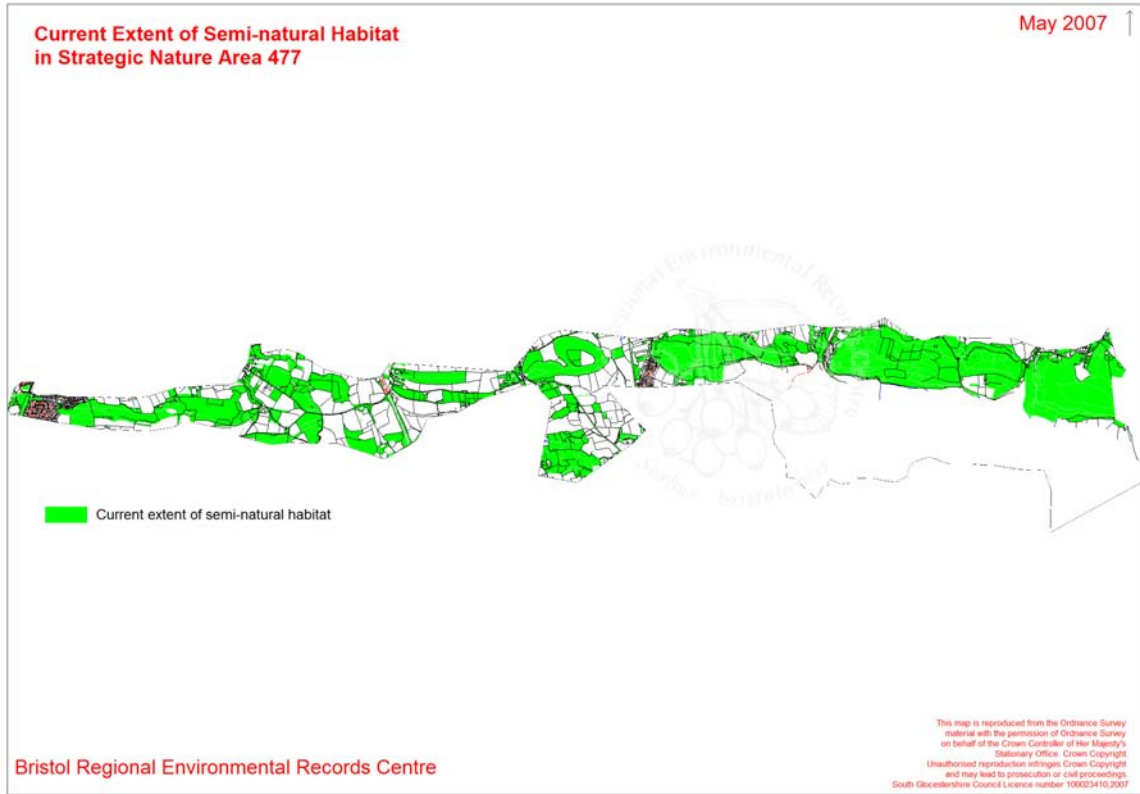 Current Extent of Semi-natural Habitat
in Strategic Nature Area 477
May 2007
Current extent of semi-natural habitat
Bristol Regional Environmental Records Centre
This map is reproduced from the Ordnance Survey
material with the permission of Ordnance Survey
on behalf of the Crown Controller of Her Majesty's
Stationary Office. Crown Copyright
Unauthorised reproduction infringes Crown Copyright
and may lead to prosecution or civil proceedings.
South Glocestershire Council Licence number 100023410,2007